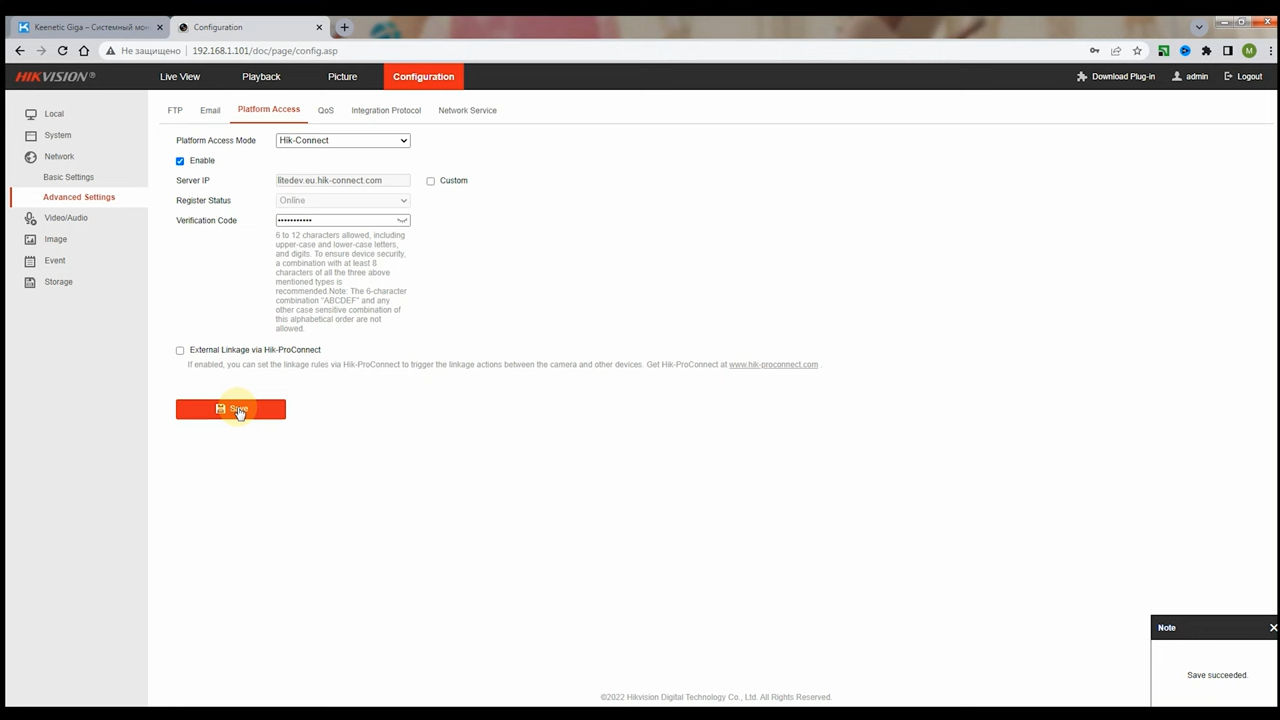 Keenetic Giga – Системный мо
Configuration
Не защищено
192.168.1.101/doc/page/config.asp
M
HIKVISION®
Live View
Playback
Picture
Configuration
Download Plug-in
admin
Logout
Local
System
Network
Basic Settings
Advanced Settings
Video/Audio
Image
Event
Storage
FTP
Email
Platform Access
QoS
Integration Protocol
Network Service
Platform Access Mode
Hik-Connect
Enable
Server IP
litedev.eu.hik-connect.com
Custom
Register Status
Online
Verification Code
•••••••••••
6 to 12 characters allowed, including
upper-case and lower-case letters,
and digits. To ensure device security,
a combination with at least 8
characters of all the three above
mentioned types is
recommended.Note: The 6-character
combination "ABCDEF" and any
other case sensitive combination of
this alphabetical order are not
allowed.
External Linkage via Hik-ProConnect
If enabled, you can set the linkage rules via Hik-ProConnect to trigger the linkage actions between the camera and other devices. Get Hik-ProConnect at www.hik-proconnect.com .
Save
Note
Save succeeded.
©2022 Hikvision Digital Technology Co., Ltd. All Rights Reserved.